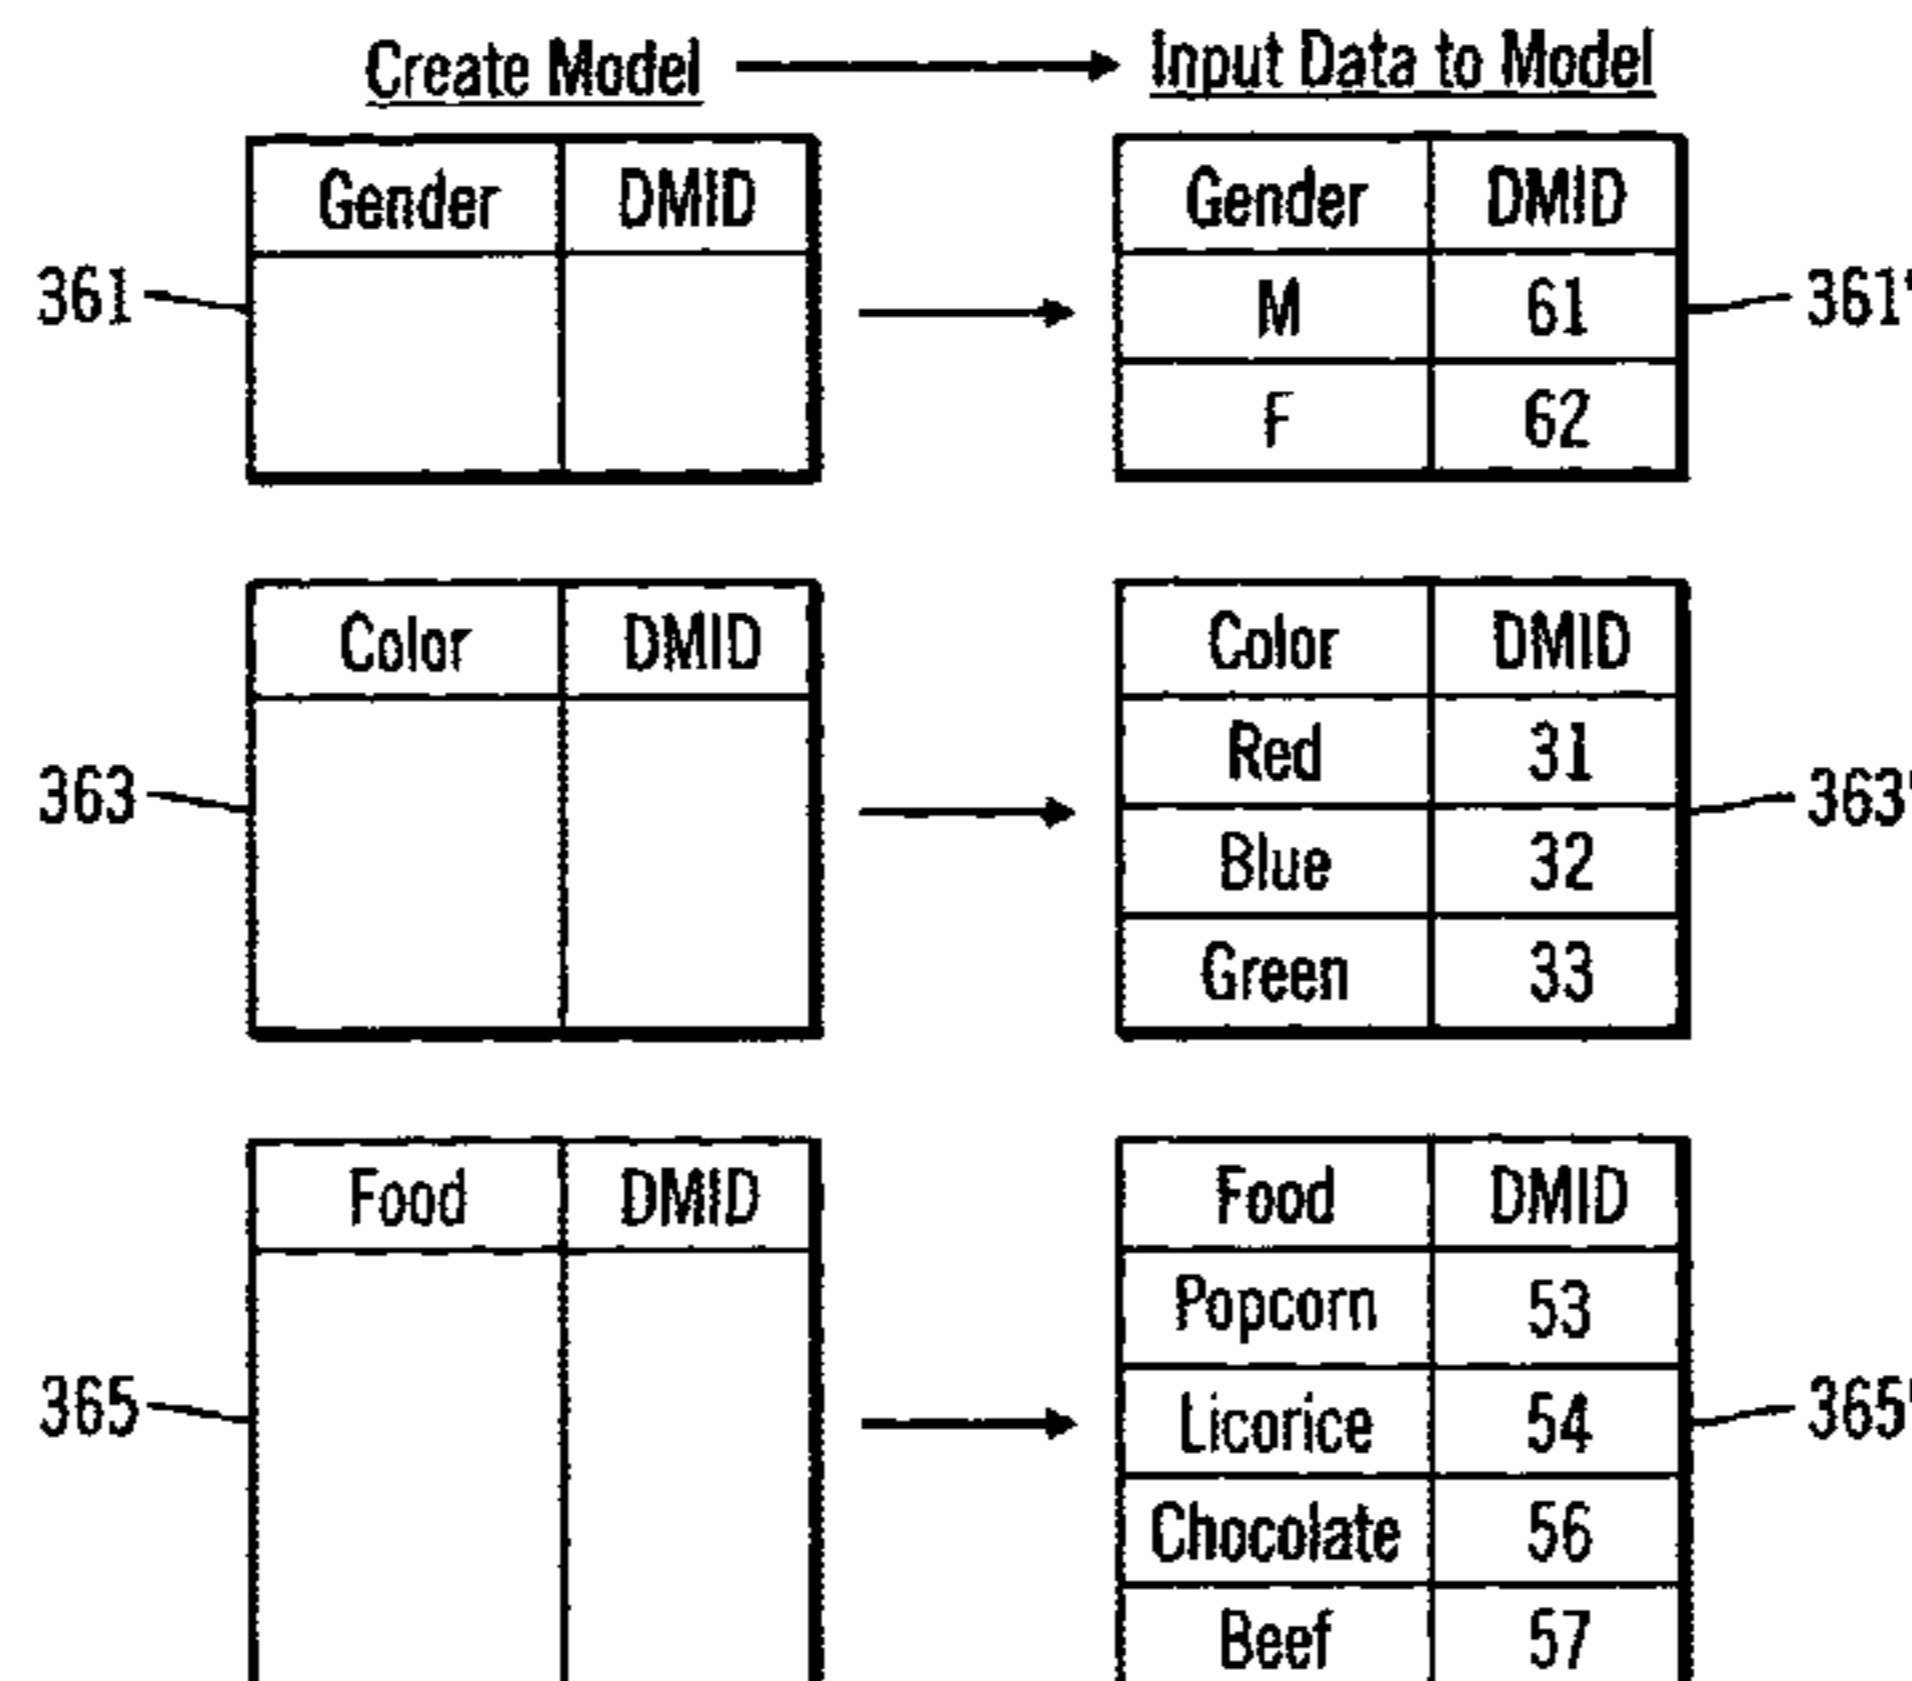 Create Model Input Data to Model
Gender DMID Gender DMID
361 M 61 361'
F 62
Color DMID Color DMID
Red 31
363 Blue 32 363'
Green 33
Food DMID Food DMID
Popcorn 53
365 Licorice 54 365'
Chocolate 56
Beef 57